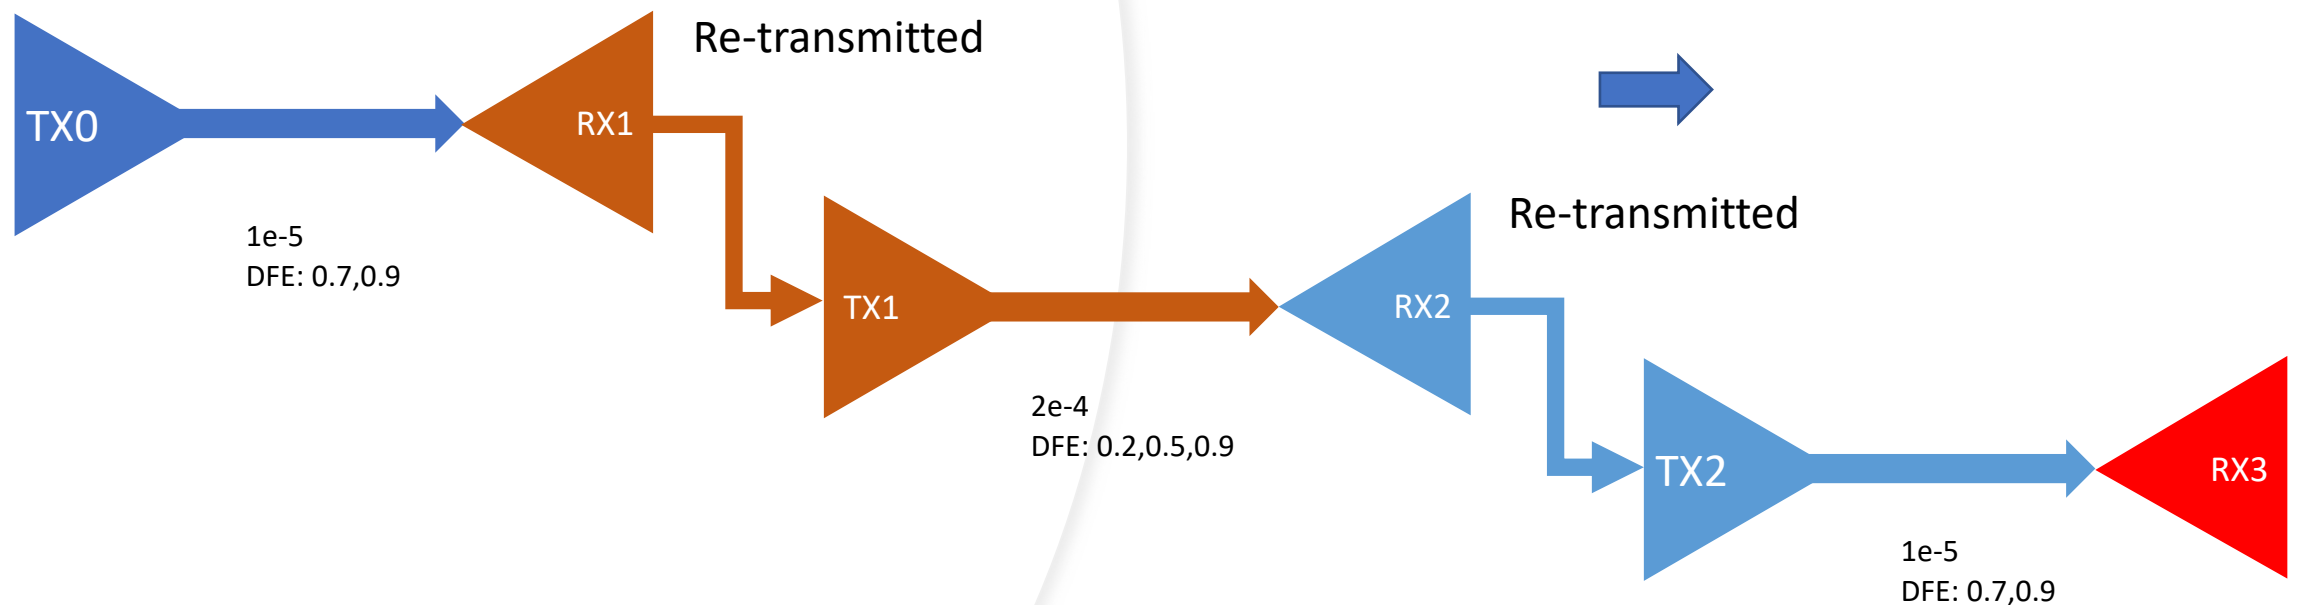 TX0
RX1
Re-transmitted
1e-5
DFE: 0.7,0.9
TX1
2e-4
DFE: 0.2,0.5,0.9
RX2
Re-transmitted
TX2
1e-5
DFE: 0.7,0.9
RX3